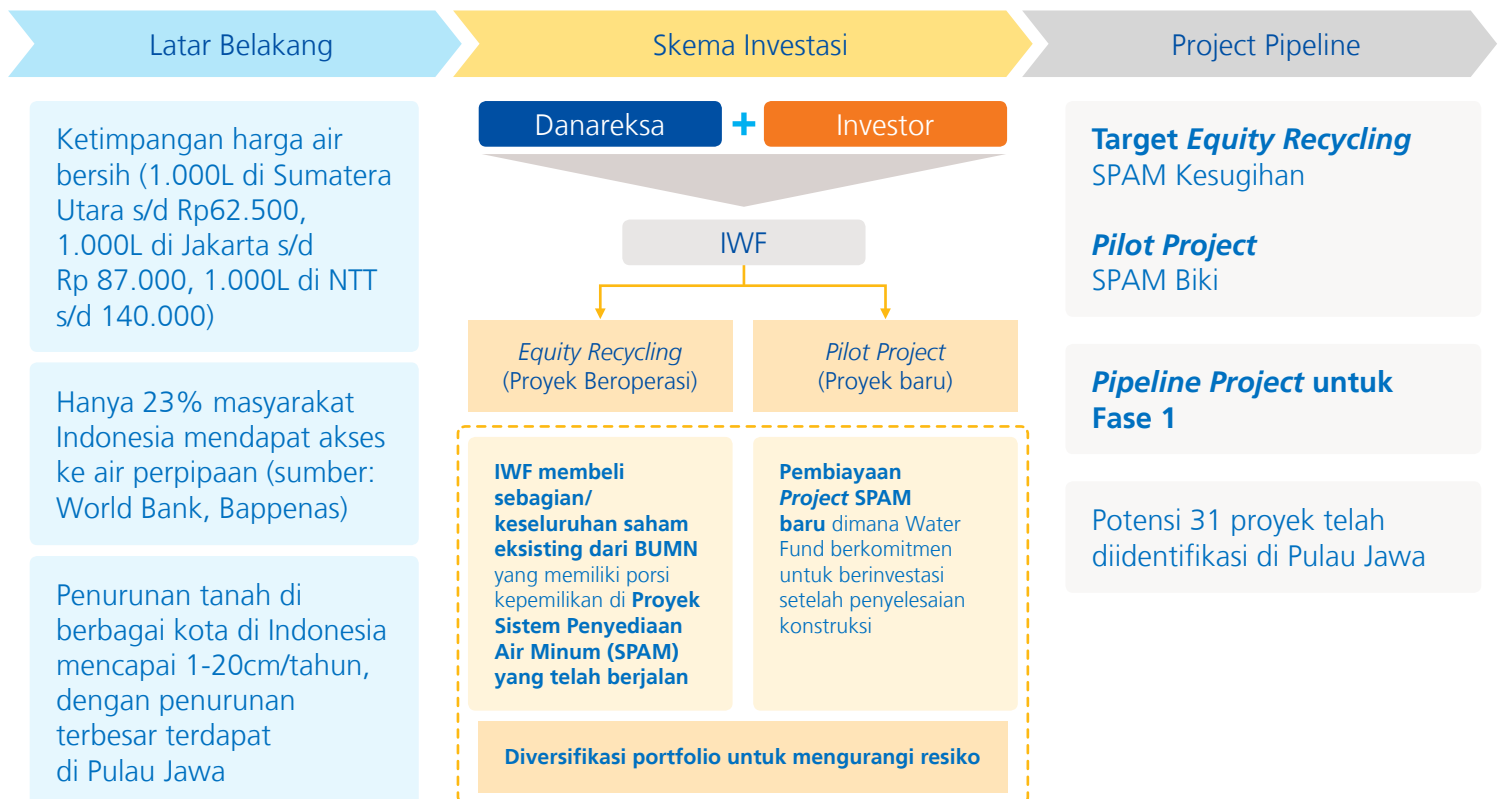 Latar Belakang
Skema Investasi
Project Pipeline
Ketimpangan harga air
bersih (1.000L di Sumatera
Utara s/d Rp62.500,
1.000L di Jakarta s/d
Rp 87.000, 1.000L di NTT
s/d 140.000)
Hanya 23% masyarakat
Indonesia mendapat akses
ke air perpipaan (sumber:
World Bank, Bappenas)
Penurunan tanah di
berbagai kota di Indonesia
mencapai 1-20cm/tahun,
dengan penurunan
terbesar terdapat
di Pulau Jawa
Danareksa + Investor
IWF
Equity Recycling
(Proyek Beroperasi)
Pilot Project
(Proyek baru)
IWF membeli
sebagian/
keseluruhan saham
eksisting dari BUMN
yang memiliki porsi
kepemilikan di Proyek
Sistem Penyediaan
Air Minum (SPAM)
yang telah berjalan
Pembiayaan
Project SPAM
baru dimana Water
Fund berkomitmen
untuk berinvestasi
setelah penyelesaian
konstruksi
Diversifikasi portfolio untuk mengurangi resiko
Target Equity Recycling
SPAM Kesugihan
Pilot Project
SPAM Biki
Pipeline Project untuk
Fase 1
Potensi 31 proyek telah
diidentifikasi di Pulau Jawa